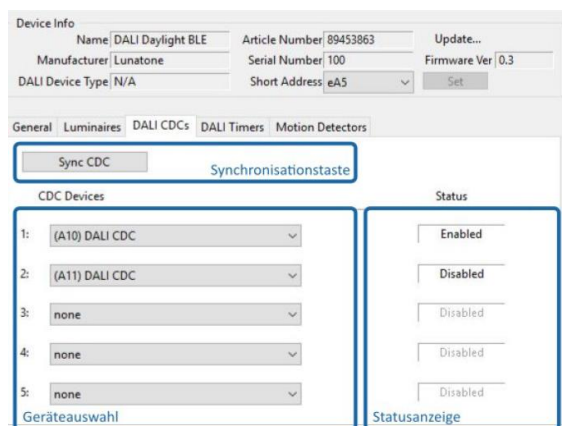 Device Info
Name DALI Daylight BLE Article Number 89453863 Update...
Manufacturer Lunatone Serial Number 100 Firmware Ver 0.3
DALI Device Type N/A Short Address eA5 Set
General Luminaires DALI CDCs DALI Timers Motion Detectors
Sync CDC Synchronisationstaste
CDC Devices Status
1: (A10) DALI CDC Enabled
2: (A11) DALI CDC Disabled
3: none Disabled
4: none Disabled
5: none Disabled
Geräteauswahl Statusanzeige